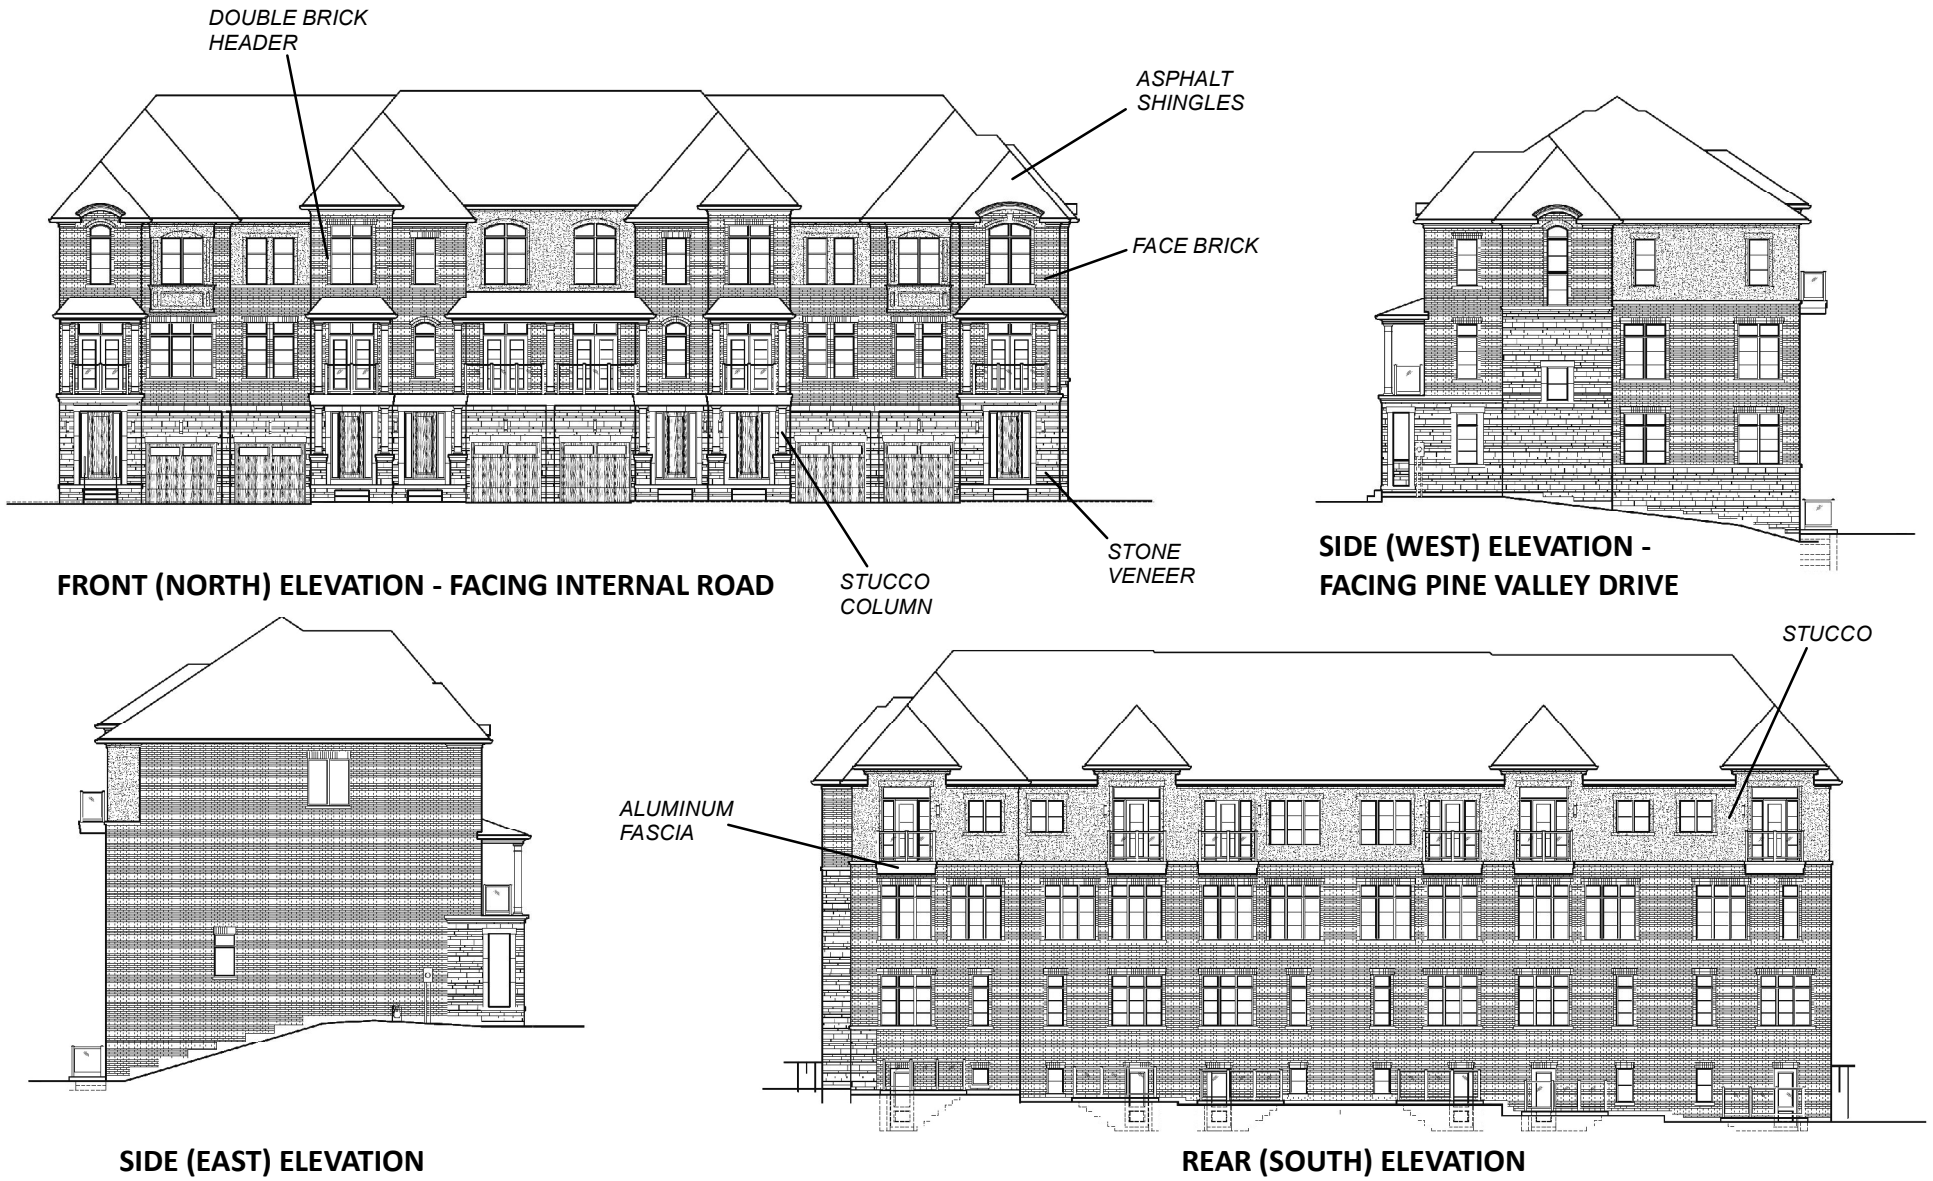 DOUBLE BRICK
HEADER
ASPHALT
SHINGLES
FACE BRICK
STONE
VENEER
STUCCO
COLUMN
FRONT (NORTH) ELEVATION - FACING INTERNAL ROAD
SIDE (WEST) ELEVATION -
FACING PINE VALLEY DRIVE
STUCCO
ALUMINUM
FASCIA
SIDE (EAST) ELEVATION
REAR (SOUTH) ELEVATION